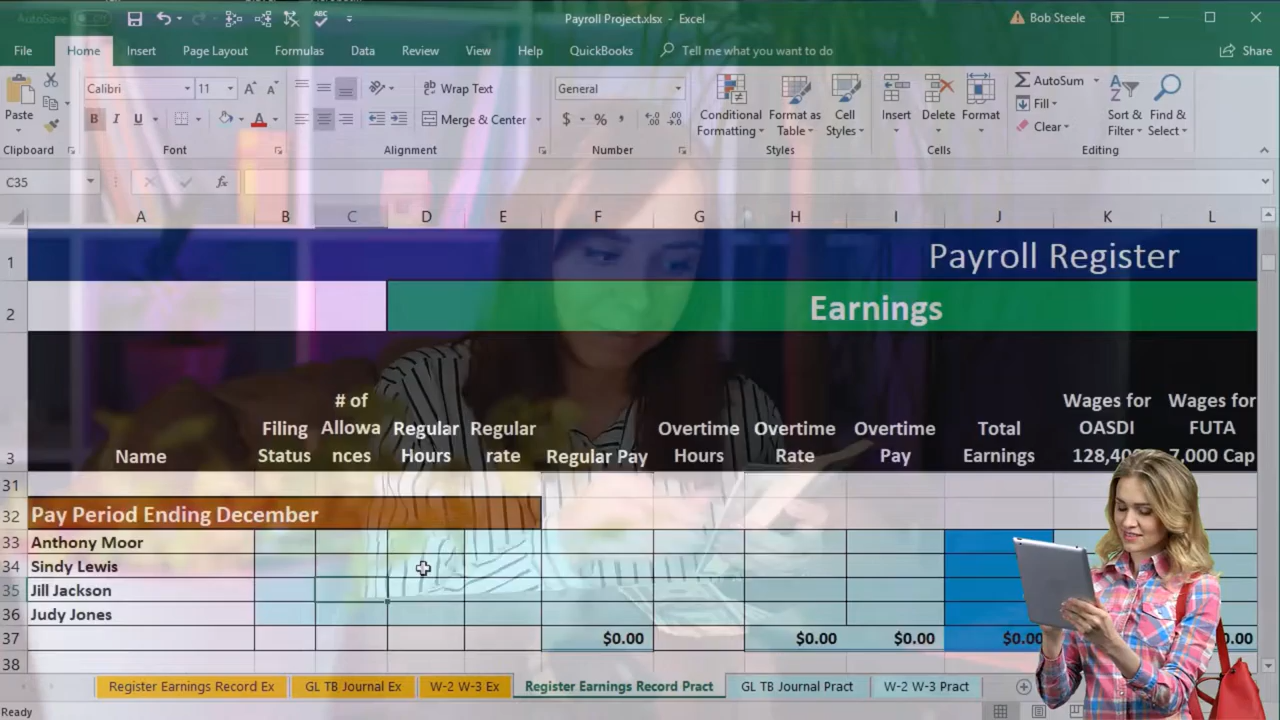 AutoSave
Payroll Project.xlsx - Excel
Bob Steele
File Home Insert Page Layout Formulas Data Review View Help QuickBooks Tell me what you want to do Share
Paste
Calibri 11
B I U A
Wrap Text
Merge & Center
General
$ % ,
Conditional Formatting
Format as Table
Cell Styles
Insert Delete Format
AutoSum
Fill
Clear
Sort & Filter
Find & Select
Clipboard Font Alignment Number Styles Cells Editing
C35 fx
A B C D E F G H I J K L
1 Payroll Register
2 Earnings
3 Name
Filing Status
# of Allowa nces
Regular Hours
Regular rate
Regular Pay
Overtime Hours
Overtime Rate
Overtime Pay
Total Earnings
Wages for OASDI
Wages for FUTA 7,000 Cap
31
32 Pay Period Ending December
33 Anthony Moor
34 Sindy Lewis
35 Jill Jackson
36 Judy Jones
37 $0.00 $0.00 $0.00
38
Register Earnings Record Ex GL TB Journal Ex W-2 W-3 Ex Register Earnings Record Pract GL TB Journal Pract W-2 W-3 Pract
Ready